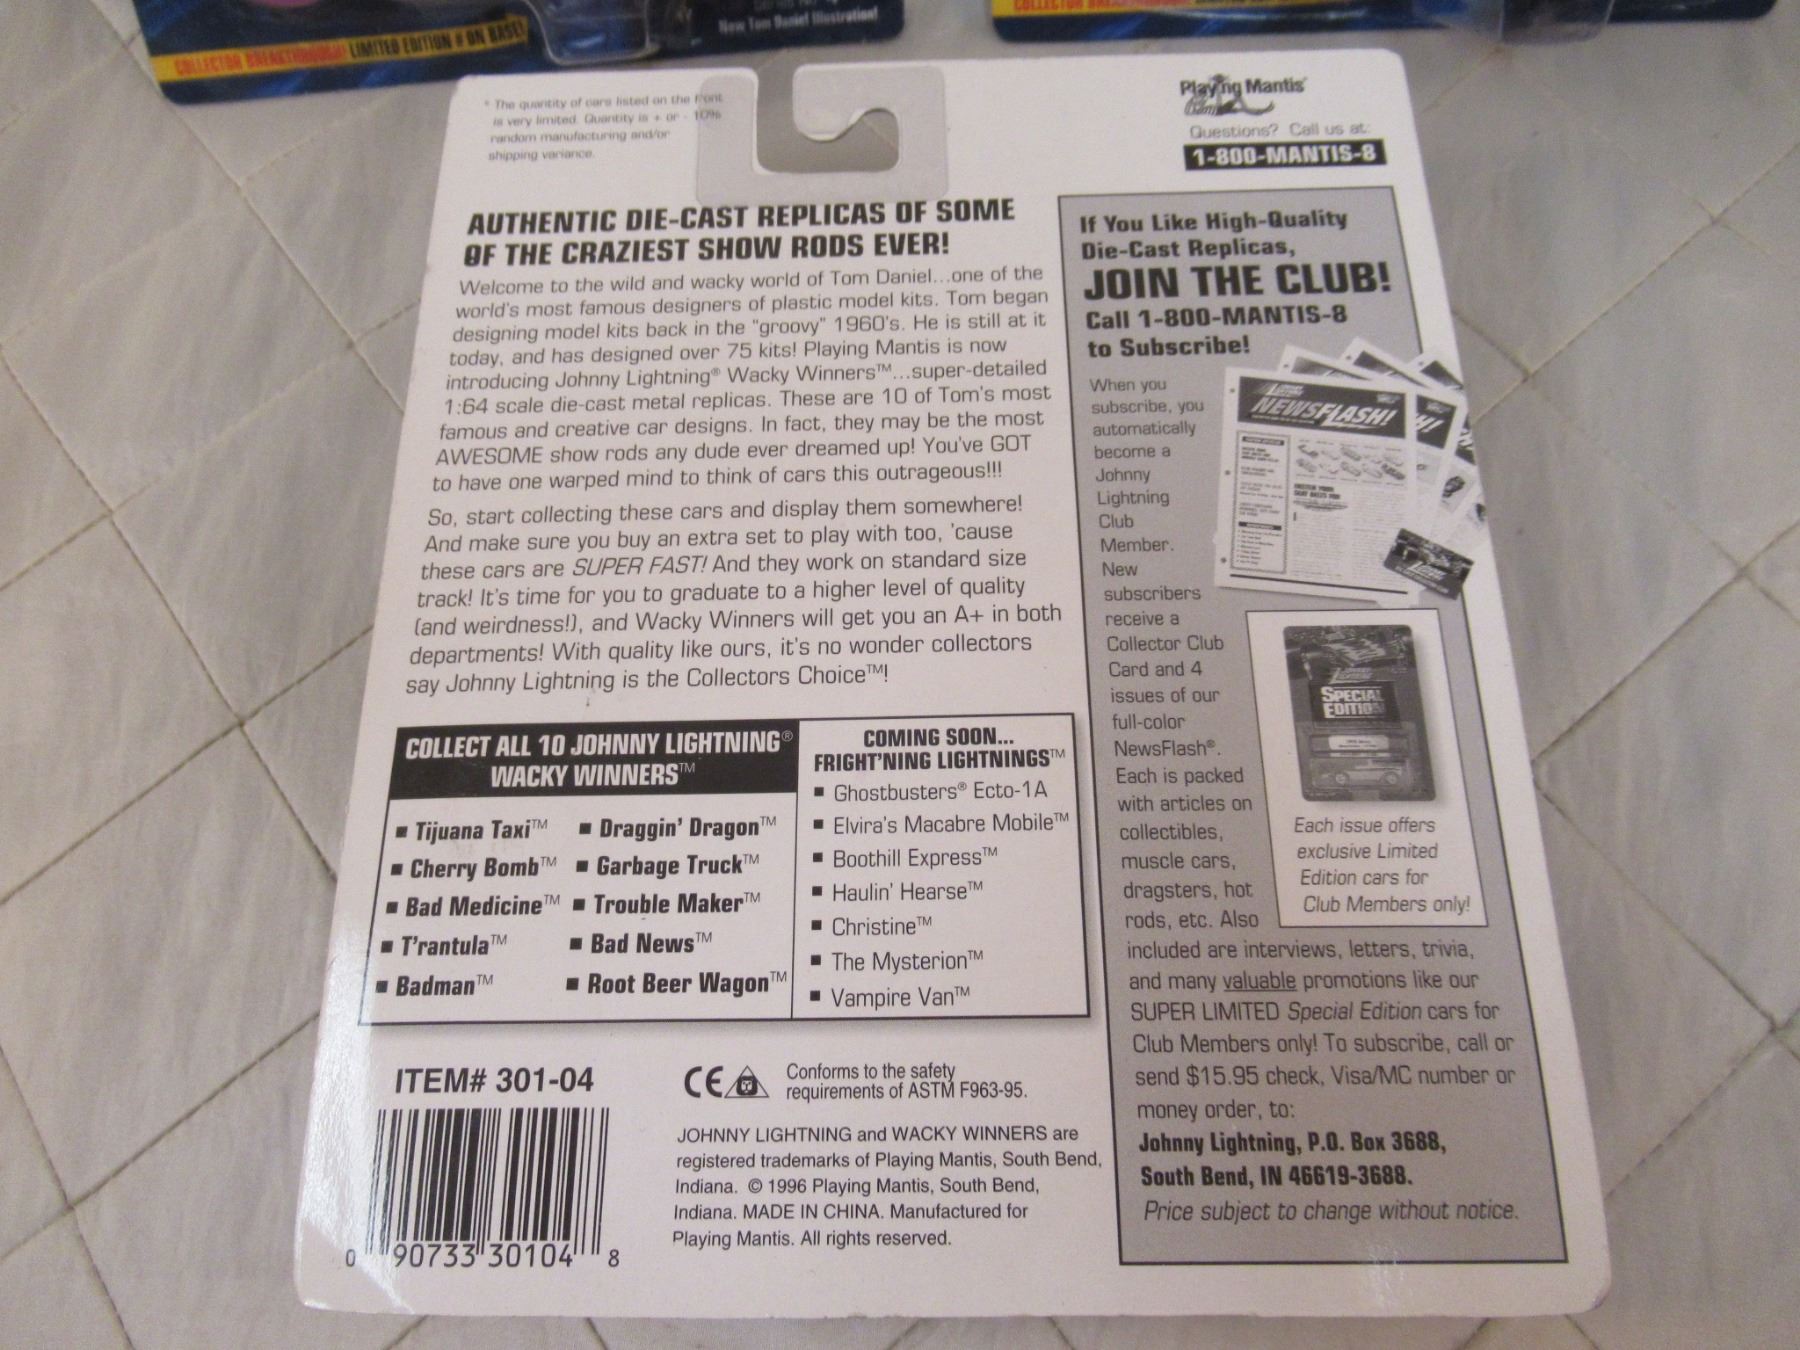 COLLECTOR BREAKTHROUGH! LIMITED EDITION # ON BASE!
New Tom Daniel Illustration!
* The quantity of cars listed on the front
is very limited. Quantity is + or - 10%
random manufacturing and/or
shipping variance.
Playing Mantis
Questions? Call us at:
1-800-MANTIS-8
AUTHENTIC DIE-CAST REPLICAS OF SOME
OF THE CRAZIEST SHOW RODS EVER!
Welcome to the wild and wacky world of Tom Daniel...one of the
world's most famous designers of plastic model kits. Tom began
designing model kits back in the "groovy" 1960's. He is still at it
today, and has designed over 75 kits! Playing Mantis is now
introducing Johnny Lightning® Wacky Winners™...super-detailed
1:64 scale die-cast metal replicas. These are 10 of Tom's most
famous and creative car designs. In fact, they may be the most
AWESOME show rods any dude ever dreamed up! You've GOT
to have one warped mind to think of cars this outrageous!!!
So, start collecting these cars and display them somewhere!
And make sure you buy an extra set to play with too, 'cause
these cars are SUPER FAST! And they work on standard size
track! It's time for you to graduate to a higher level of quality
(and weirdness!), and Wacky Winners will get you an A+ in both
departments! With quality like ours, it's no wonder collectors
say Johnny Lightning is the Collectors Choice™!
COLLECT ALL 10 JOHNNY LIGHTNING®
WACKY WINNERS™
▪ Tijuana Taxi™
▪ Cherry Bomb™
▪ Bad Medicine™
▪ T'rantula™
▪ Badman™
▪ Draggin' Dragon™
▪ Garbage Truck™
▪ Trouble Maker™
▪ Bad News™
▪ Root Beer Wagon™
COMING SOON...
FRIGHT'NING LIGHTNINGS™
▪ Ghostbusters® Ecto-1A
▪ Elvira's Macabre Mobile™
▪ Boothill Express™
▪ Haulin' Hearse™
▪ Christine™
▪ The Mysterion™
▪ Vampire Van™
ITEM# 301-04
0 90733 30104 8
CE
Conforms to the safety
requirements of ASTM F963-95.
JOHNNY LIGHTNING and WACKY WINNERS are
registered trademarks of Playing Mantis, South Bend,
Indiana. © 1996 Playing Mantis, South Bend,
Indiana. MADE IN CHINA. Manufactured for
Playing Mantis. All rights reserved.
If You Like High-Quality
Die-Cast Replicas,
JOIN THE CLUB!
Call 1-800-MANTIS-8
to Subscribe!
When you
subscribe, you
automatically
become a
Johnny
Lightning
Club
Member.
New
subscribers
receive a
Collector Club
Card and 4
issues of our
full-color
NewsFlash®.
Each is packed
with articles on
collectibles,
muscle cars,
dragsters, hot
rods, etc. Also
included are interviews, letters, trivia,
and many valuable promotions like our
SUPER LIMITED Special Edition cars for
Club Members only! To subscribe, call or
send $15.95 check, Visa/MC number or
money order, to:
Johnny Lightning, P.O. Box 3688,
South Bend, IN 46619-3688.
Price subject to change without notice.
NEWSFLASH!
SPECIAL
EDITION
Each issue offers
exclusive Limited
Edition cars for
Club Members only!